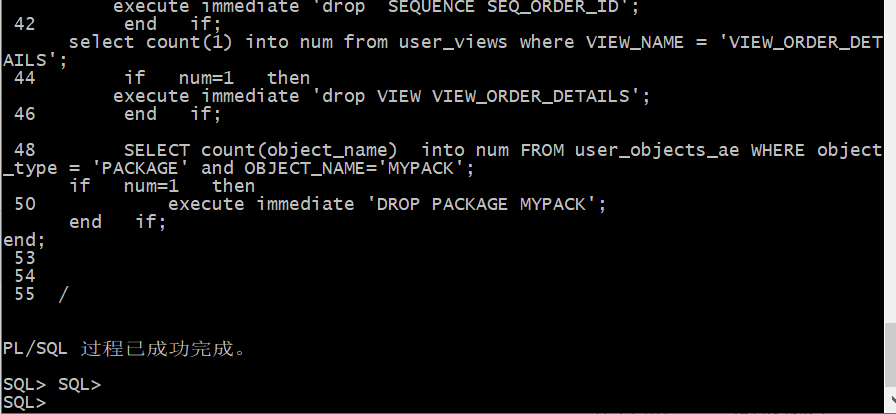 execute immediate 'drop  SEQUENCE SEQ_ORDER_ID';
42        end   if;
select count(1) into num from user_views where VIEW_NAME = 'VIEW_ORDER_DET
AILS';
44        if   num=1   then
execute immediate 'drop VIEW VIEW_ORDER_DETAILS';
46        end   if;
48        SELECT count(object_name)  into num FROM user_objects_ae WHERE object
_type = 'PACKAGE' and OBJECT_NAME='MYPACK';
if   num=1   then
50            execute immediate 'DROP PACKAGE MYPACK';
end   if;
end;
53
54
55  /
PL/SQL 过程已成功完成。
SQL> SQL>
SQL>